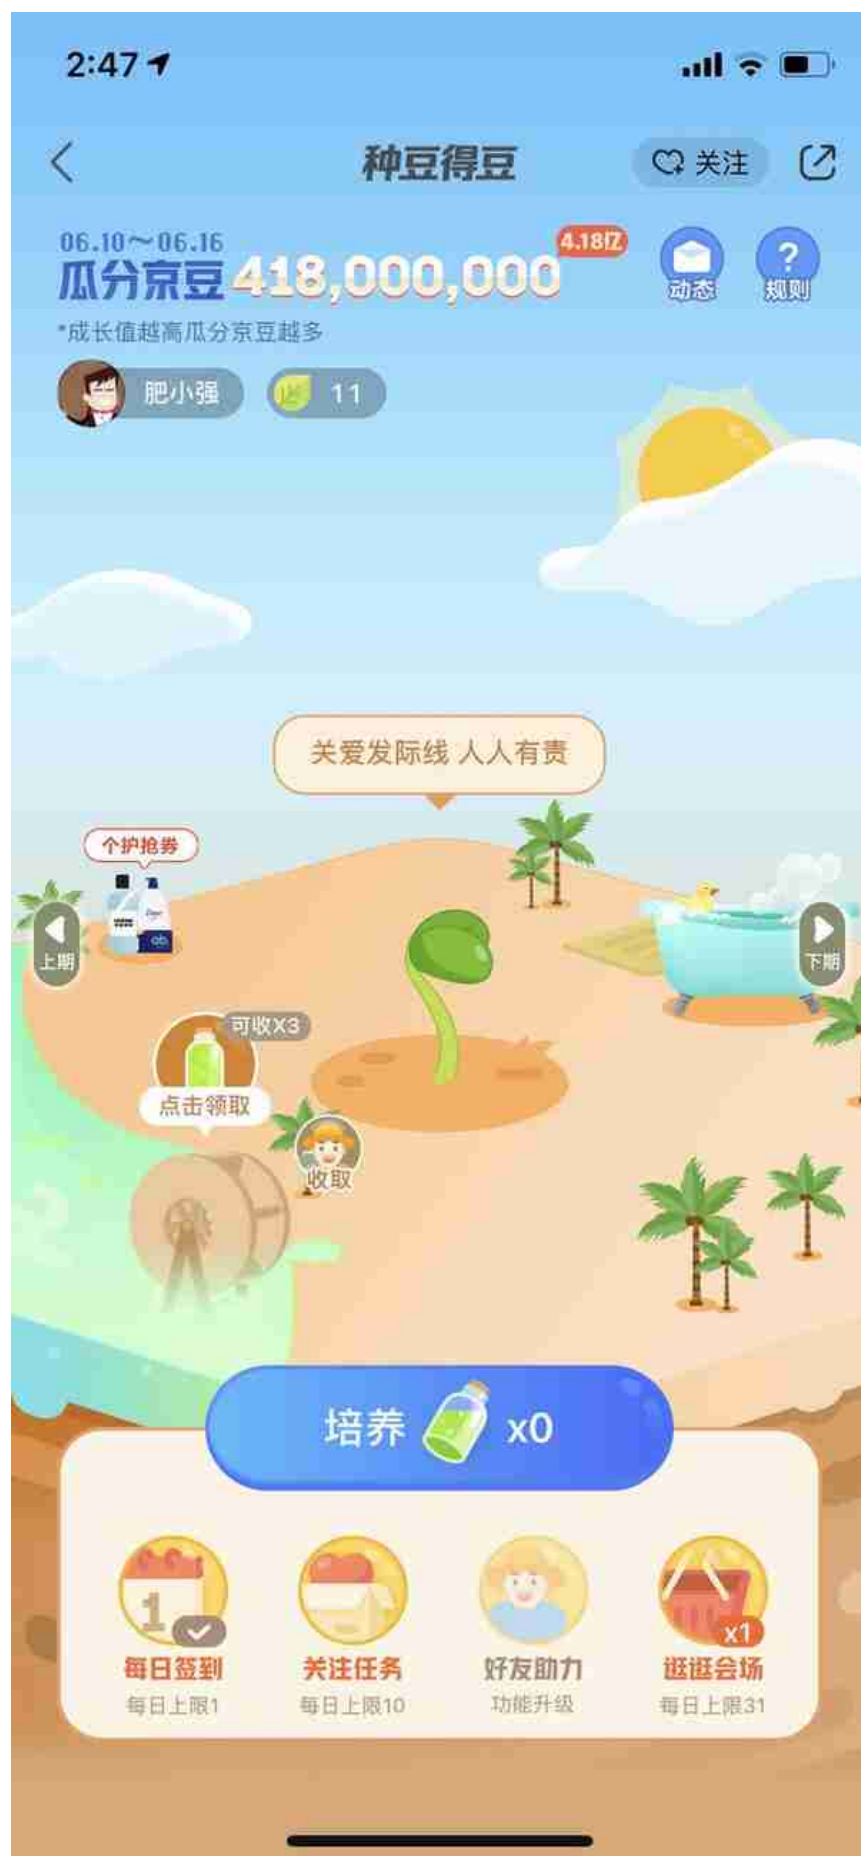 2:47
种豆得豆
关注
06.10～06.16
4.18亿
瓜分京豆418,000,000
动态
规则
*成长值越高瓜分京豆越多
肥小强
11
关爱发际线 人人有责
个护抢券
上期
下期
可收X3
点击领取
收取
培养 x0
1
x1
每日签到
关注任务
好友助力
逛逛会场
每日上限1
每日上限10
功能升级
每日上限31